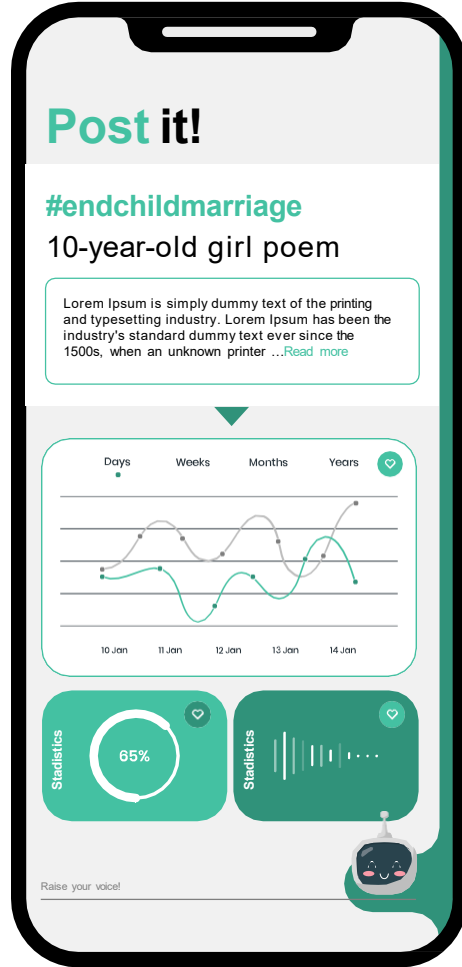 Post it!
#endchildmarriage
10-year-old girl poem
Lorem Ipsum is simply dummy text of the printing
and typesetting industry. Lorem Ipsum has been the
industry's standard dummy text ever since the
1500s, when an unknown printer ...Read more
Days Weeks Months Years
10 Jan 11 Jan 12 Jan 13 Jan 14 Jan
Stadistics
65%
Stadistics
Raise your voice!